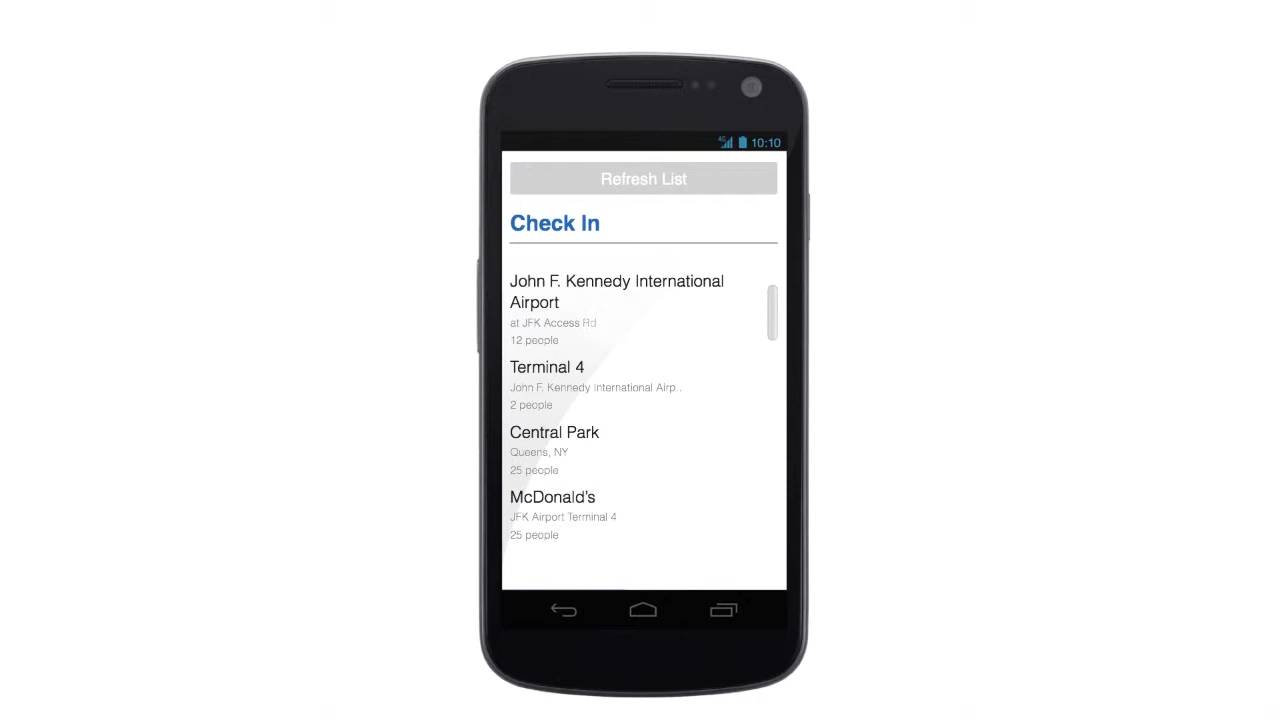 4G 10:10
Refresh List
Check In
John F. Kennedy International
Airport
at JFK Access Rd
12 people
Terminal 4
John F. Kennedy International Airp..
2 people
Central Park
Queens, NY
25 people
McDonald's
JFK Airport Terminal 4
25 people